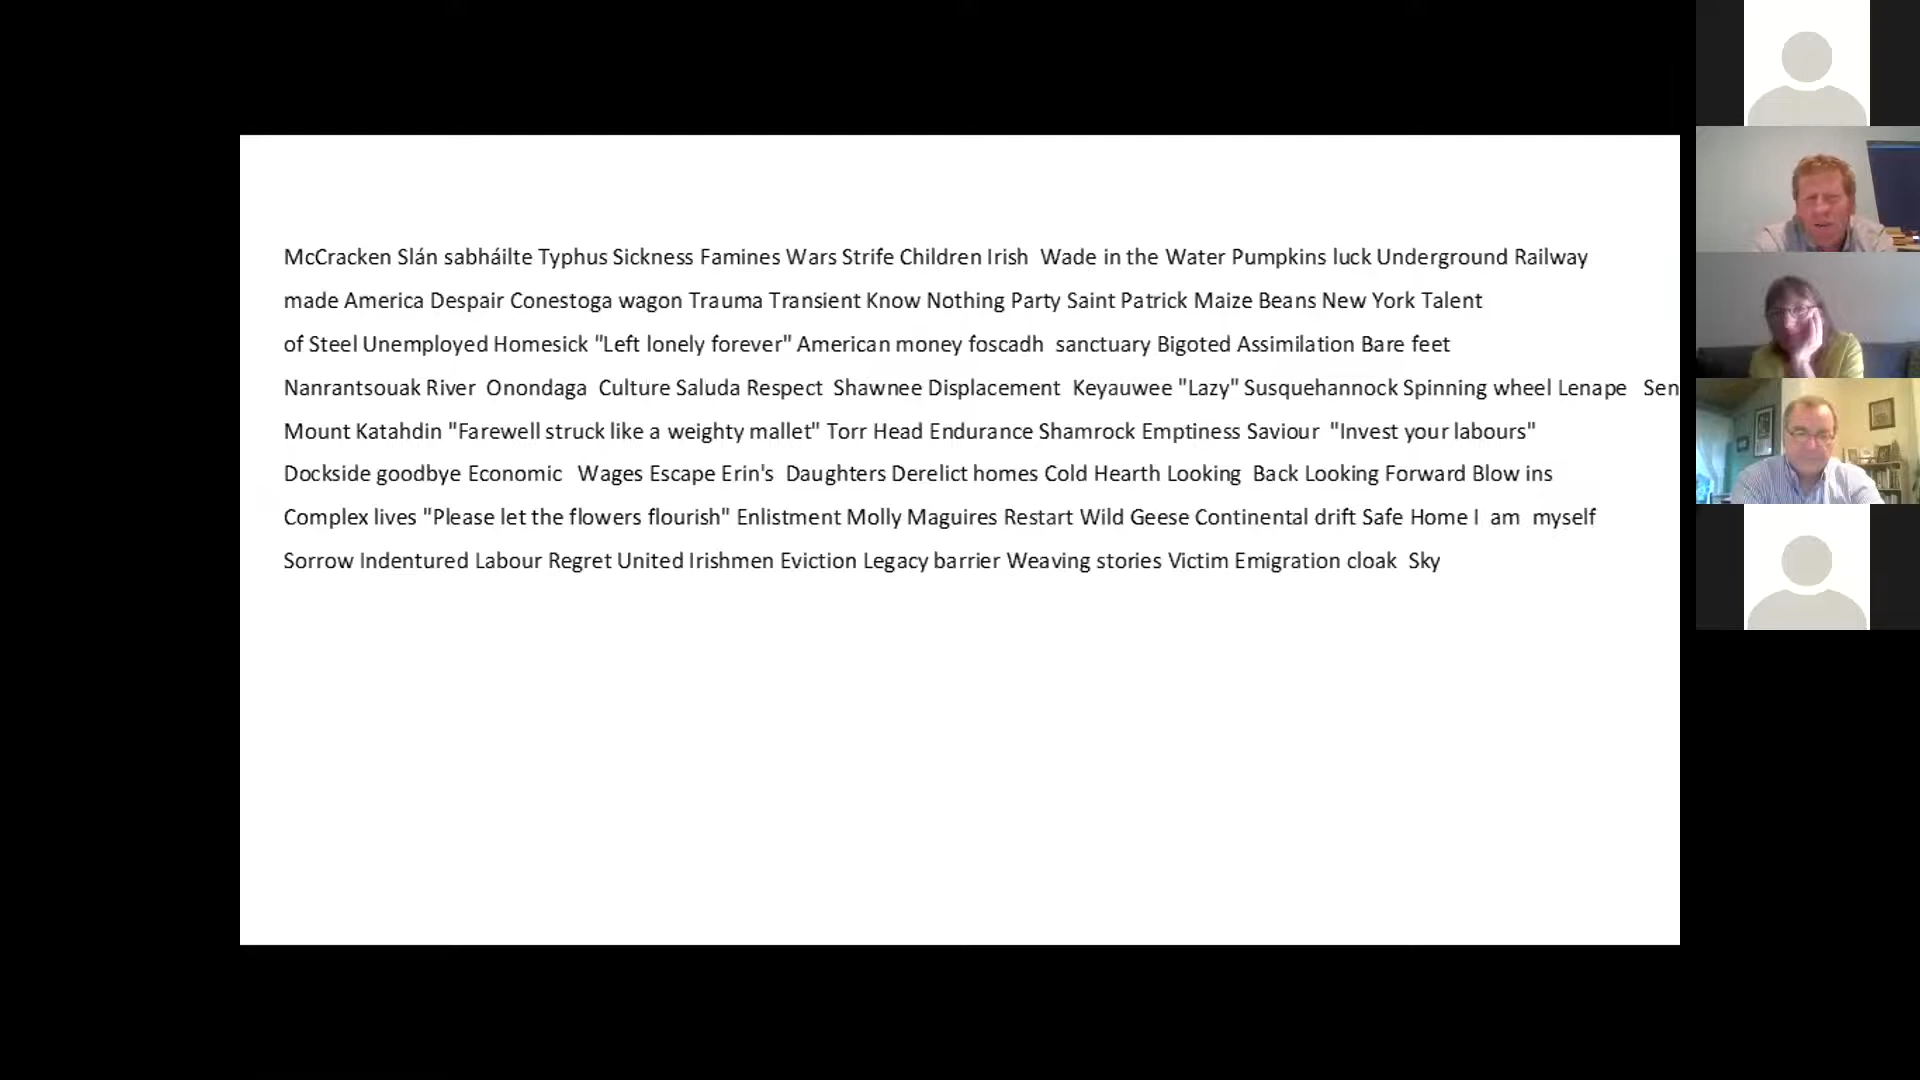 McCracken Slán sabháilte Typhus Sickness Famines Wars Strife Children Irish  Wade in the Water Pumpkins luck Underground Railway
made America Despair Conestoga wagon Trauma Transient Know Nothing Party Saint Patrick Maize Beans New York Talent
of Steel Unemployed Homesick "Left lonely forever" American money foscadh  sanctuary Bigoted Assimilation Bare feet
Nanrantsouak River  Onondaga  Culture Saluda Respect  Shawnee Displacement  Keyauwee "Lazy" Susquehannock Spinning wheel Lenape   Sen
Mount Katahdin "Farewell struck like a weighty mallet" Torr Head Endurance Shamrock Emptiness Saviour  "Invest your labours"
Dockside goodbye Economic   Wages Escape Erin's  Daughters Derelict homes Cold Hearth Looking  Back Looking Forward Blow ins
Complex lives "Please let the flowers flourish" Enlistment Molly Maguires Restart Wild Geese Continental drift Safe Home I  am  myself
Sorrow Indentured Labour Regret United Irishmen Eviction Legacy barrier Weaving stories Victim Emigration cloak  Sky